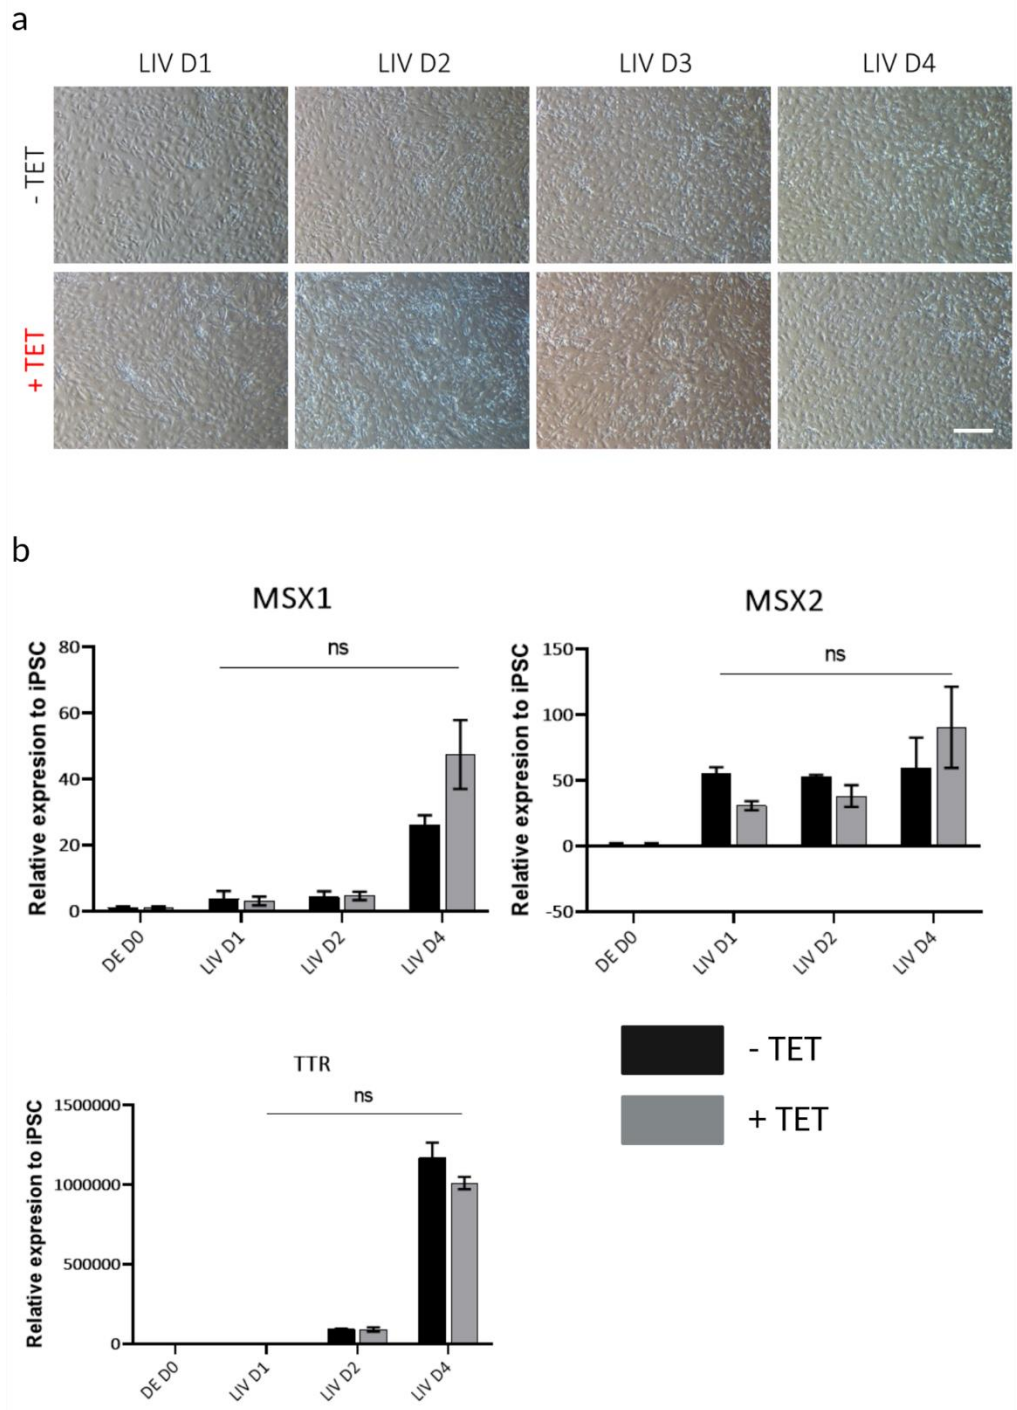 a
LIV D1
LIV D2
LIV D3
LIV D4
- TET
+ TET
b
MSX1
Relative expresion to iPSC
80
60
40
20
0
ns
DE D0
LIV D1
LIV D2
LIV D4
MSX2
Relative expresion to iPSC
150
100
50
0
-50
ns
DE D0
LIV D1
LIV D2
LIV D4
TTR
Relative expresion to iPSC
1500000
1000000
500000
0
ns
DE D0
LIV D1
LIV D2
LIV D4
- TET
+ TET